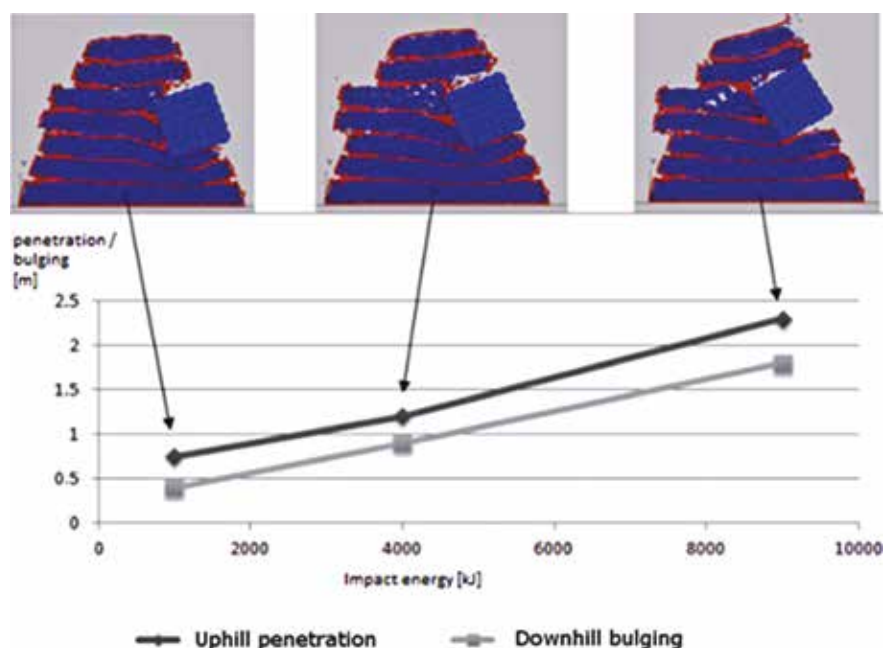 penetration /
bulging
[m]
2.5
2
1.5
1
0.5
0
0
2000
4000
6000
8000
10000
Impact energy [kJ]
Uphill penetration
Downhill bulging